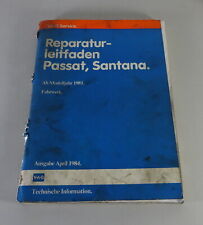 Reparatur-
leitfaden
Passat, Santana.
Ab Modelljahr 1981
Fahrwerk.
Ausgabe April 1984.
V·A·G
Technische Information.